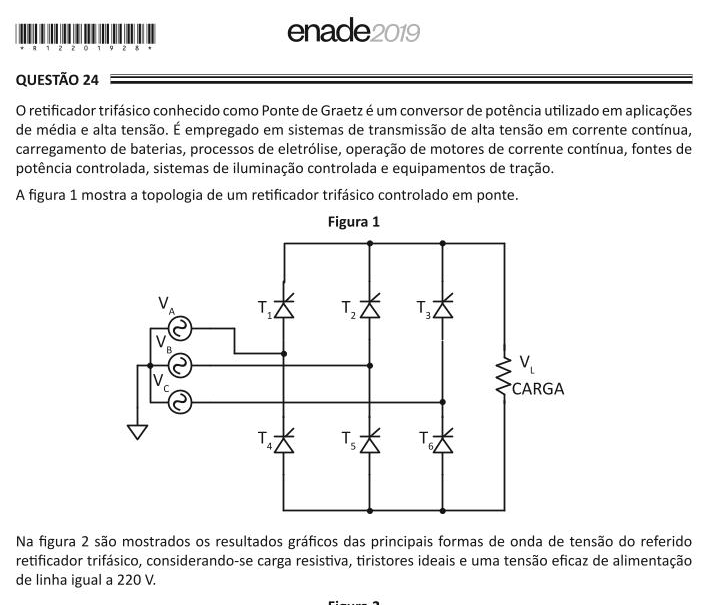 * R 1 2 2 0 1 9 2 8 *
enade2019
QUESTÃO 24
O retificador trifásico conhecido como Ponte de Graetz é um conversor de potência utilizado em aplicações
de média e alta tensão. É empregado em sistemas de transmissão de alta tensão em corrente contínua,
carregamento de baterias, processos de eletrólise, operação de motores de corrente contínua, fontes de
potência controlada, sistemas de iluminação controlada e equipamentos de tração.
A figura 1 mostra a topologia de um retificador trifásico controlado em ponte.
Figura 1
V_A
T_1 T_2 T_3
V_B
V_C
V_L
CARGA
T_4 T_5 T_6
Na figura 2 são mostrados os resultados gráficos das principais formas de onda de tensão do referido
retificador trifásico, considerando-se carga resistiva, tiristores ideais e uma tensão eficaz de alimentação
de linha igual a 220 V.
Figura 2